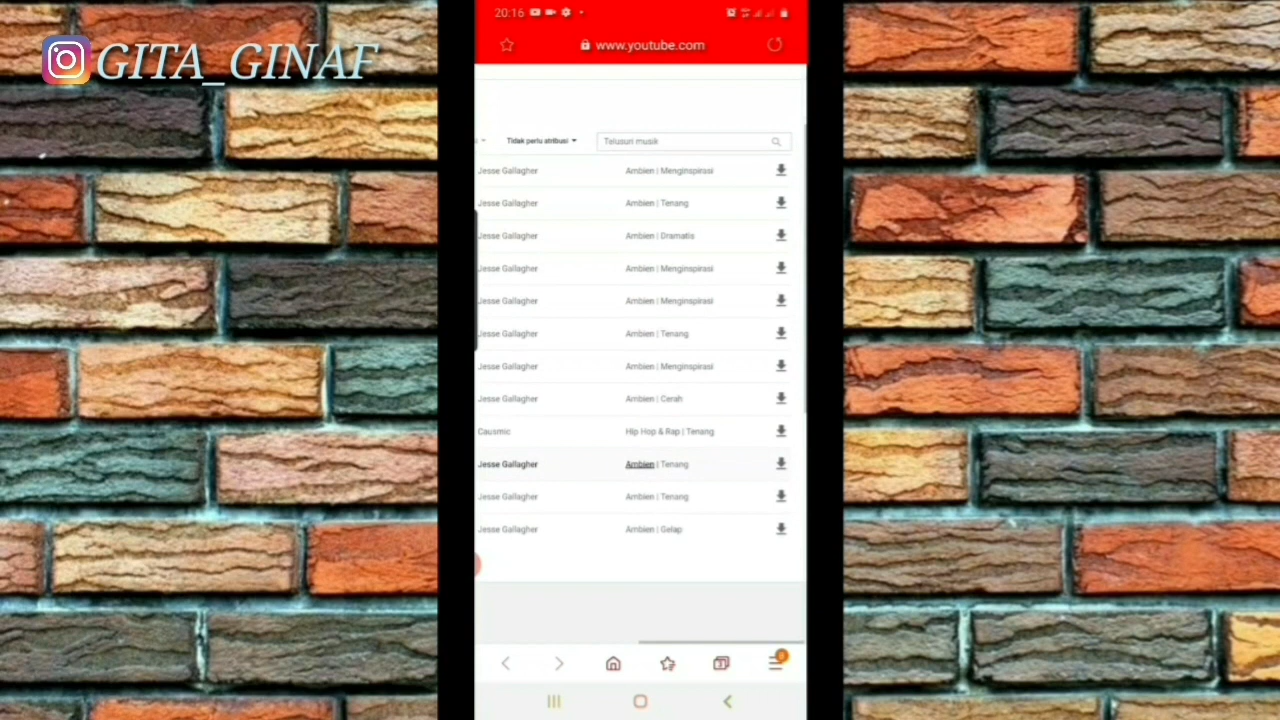 GITA_GINAF
20:16
www.youtube.com
Tidak perlu atribusi
Telusuri musik
Jesse Gallagher Ambien | Menginspirasi
Jesse Gallagher Ambien | Tenang
Jesse Gallagher Ambien | Dramatis
Jesse Gallagher Ambien | Menginspirasi
Jesse Gallagher Ambien | Menginspirasi
Jesse Gallagher Ambien | Tenang
Jesse Gallagher Ambien | Menginspirasi
Jesse Gallagher Ambien | Cerah
Causmic Hip Hop & Rap | Tenang
Jesse Gallagher Ambien | Tenang
Jesse Gallagher Ambien | Tenang
Jesse Gallagher Ambien | Gelap